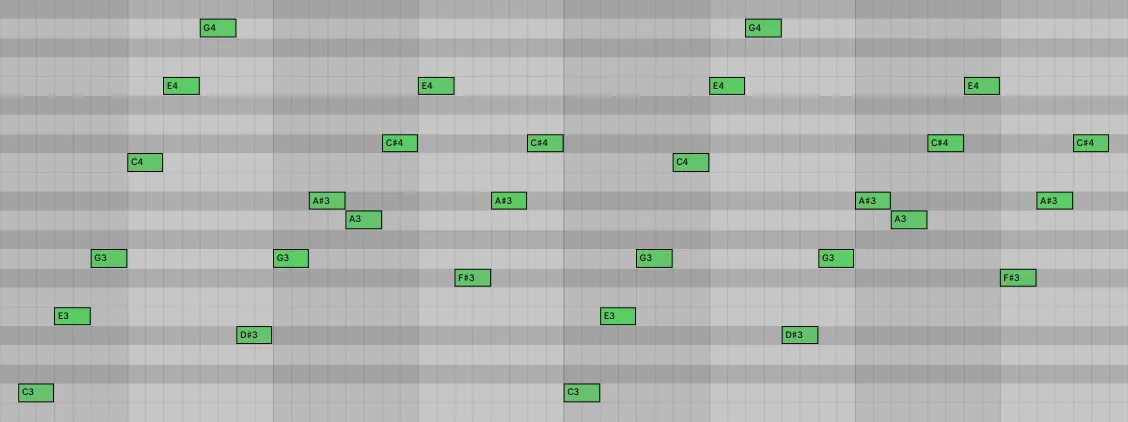 G4 G4
E4 E4 E4 E4
C#4 C#4 C#4 C#4
C4 C4
A#3 A#3 A#3 A#3
A3 A3
G3 G3 G3 G3
F#3 F#3
E3 E3
D#3 D#3
C3 C3